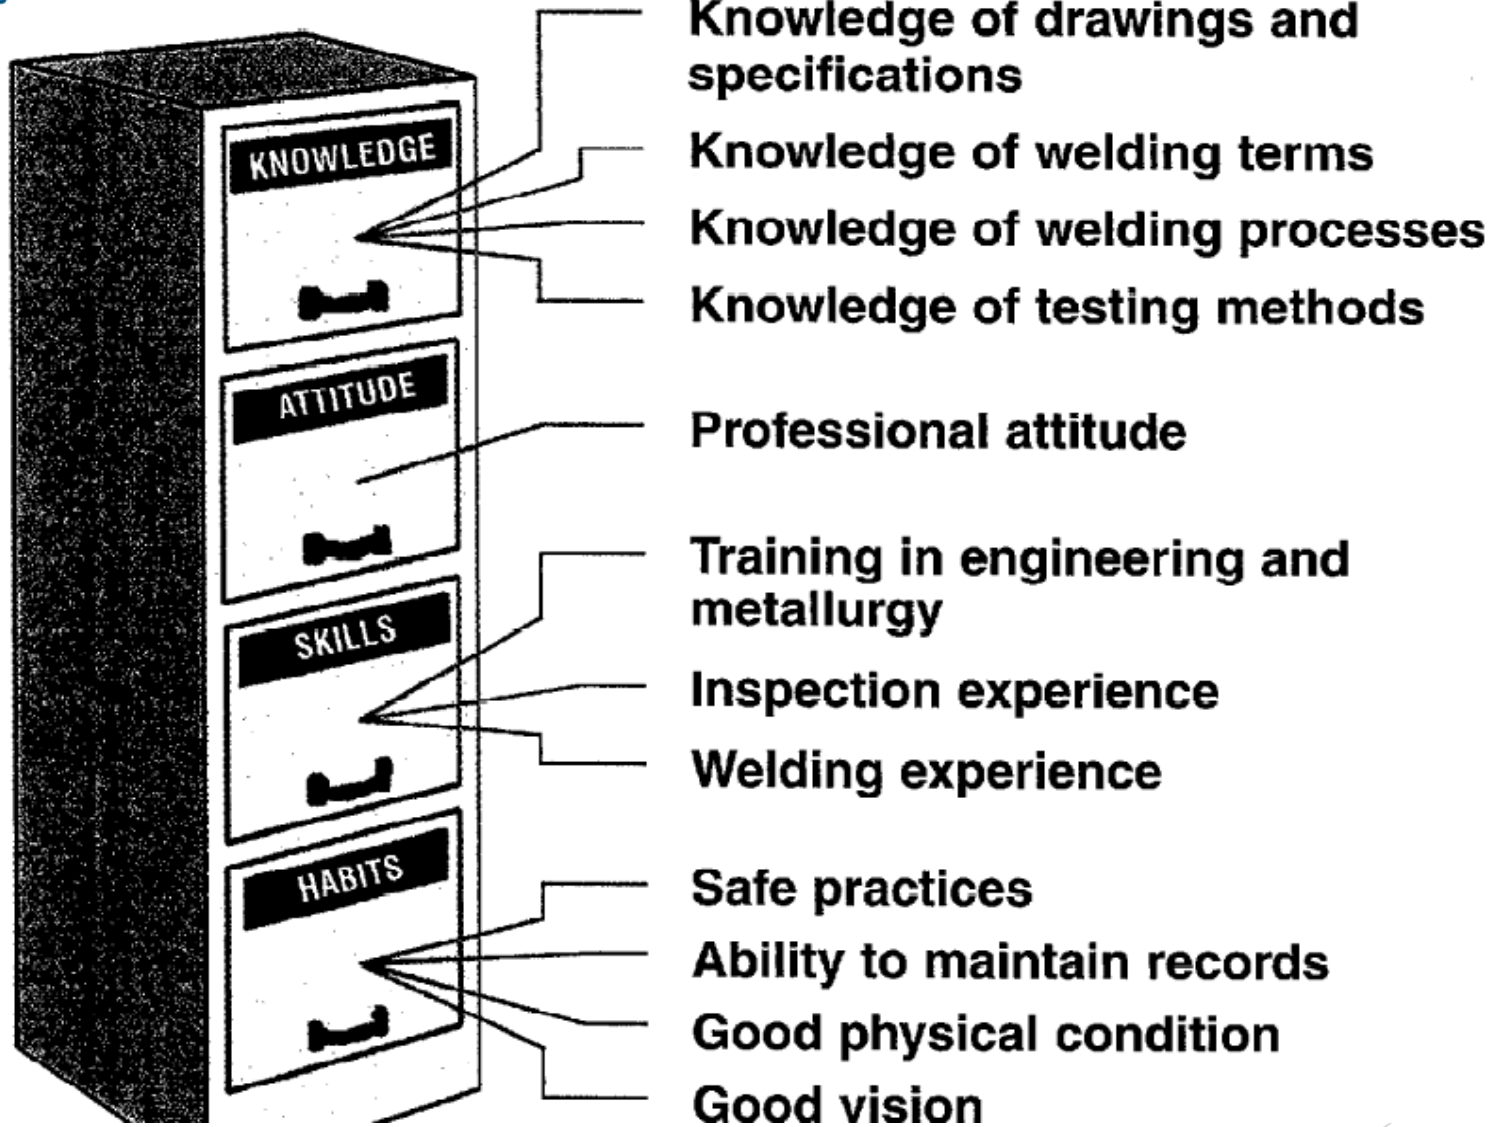 KNOWLEDGE
Knowledge of drawings and
specifications
Knowledge of welding terms
Knowledge of welding processes
Knowledge of testing methods
ATTITUDE
Professional attitude
SKILLS
Training in engineering and
metallurgy
Inspection experience
Welding experience
HABITS
Safe practices
Ability to maintain records
Good physical condition
Good vision